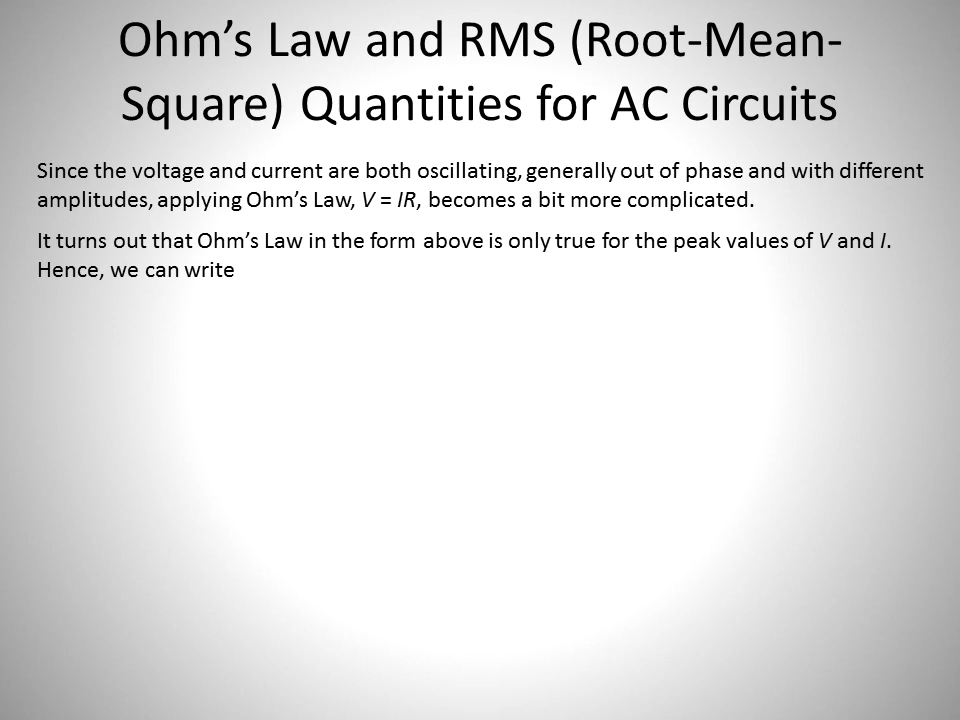 Ohm’s Law and RMS (Root-Mean-
Square) Quantities for AC Circuits
Since the voltage and current are both oscillating, generally out of phase and with different
amplitudes, applying Ohm’s Law, V = IR, becomes a bit more complicated.
It turns out that Ohm’s Law in the form above is only true for the peak values of V and I.
Hence, we can write